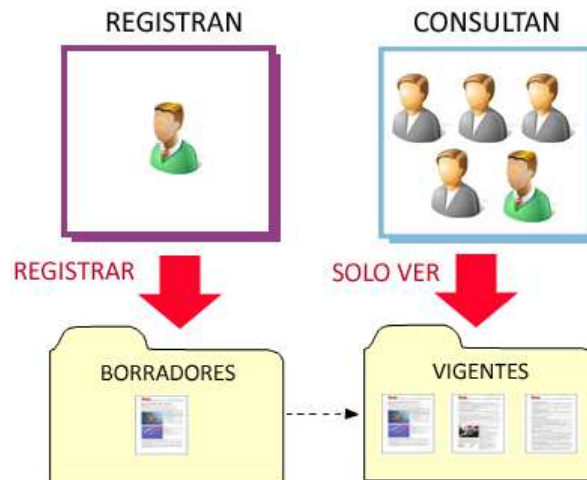 REGISTRAN
CONSULTAN
REGISTRAR
SOLO VER
BORRADORES
VIGENTES